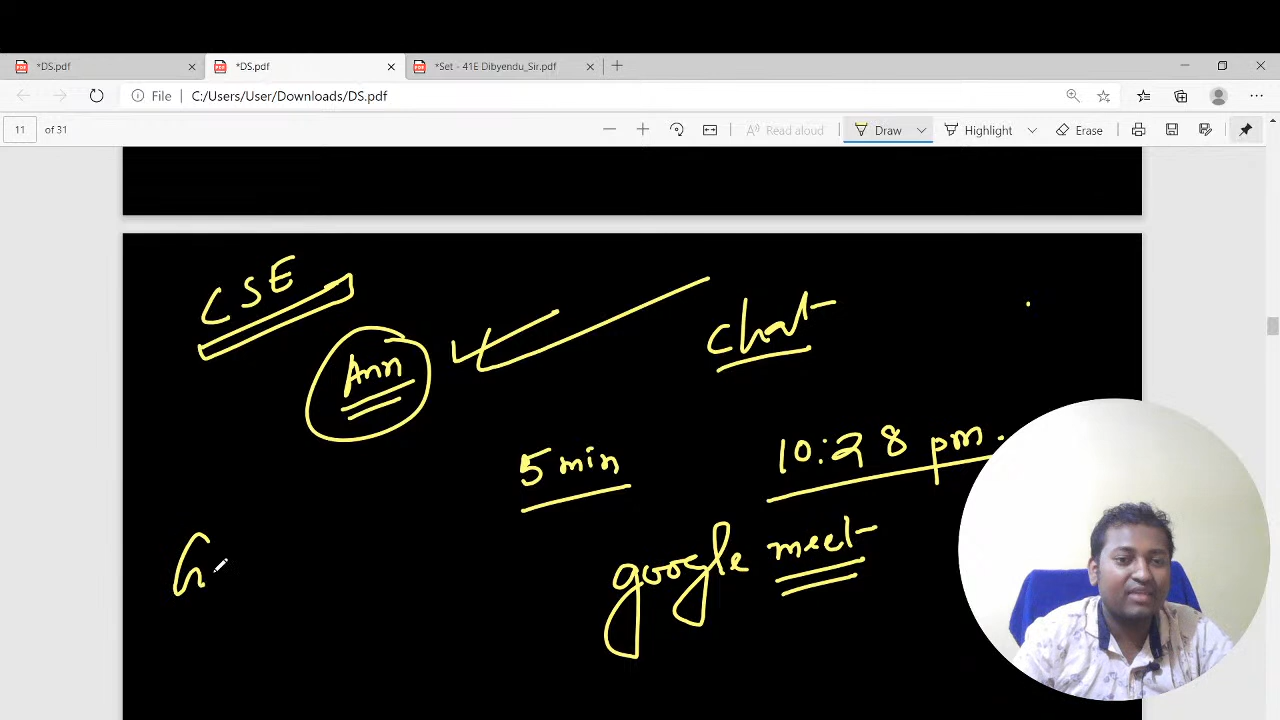 *DS.pdf
*DS.pdf
*Set - 41E Dibyendu_Sir.pdf
File
C:/Users/User/Downloads/DS.pdf
11 of 31
Read aloud
Draw
Highlight
Erase
CSE
Ann
chat
5 min
10:28 pm.
google meet